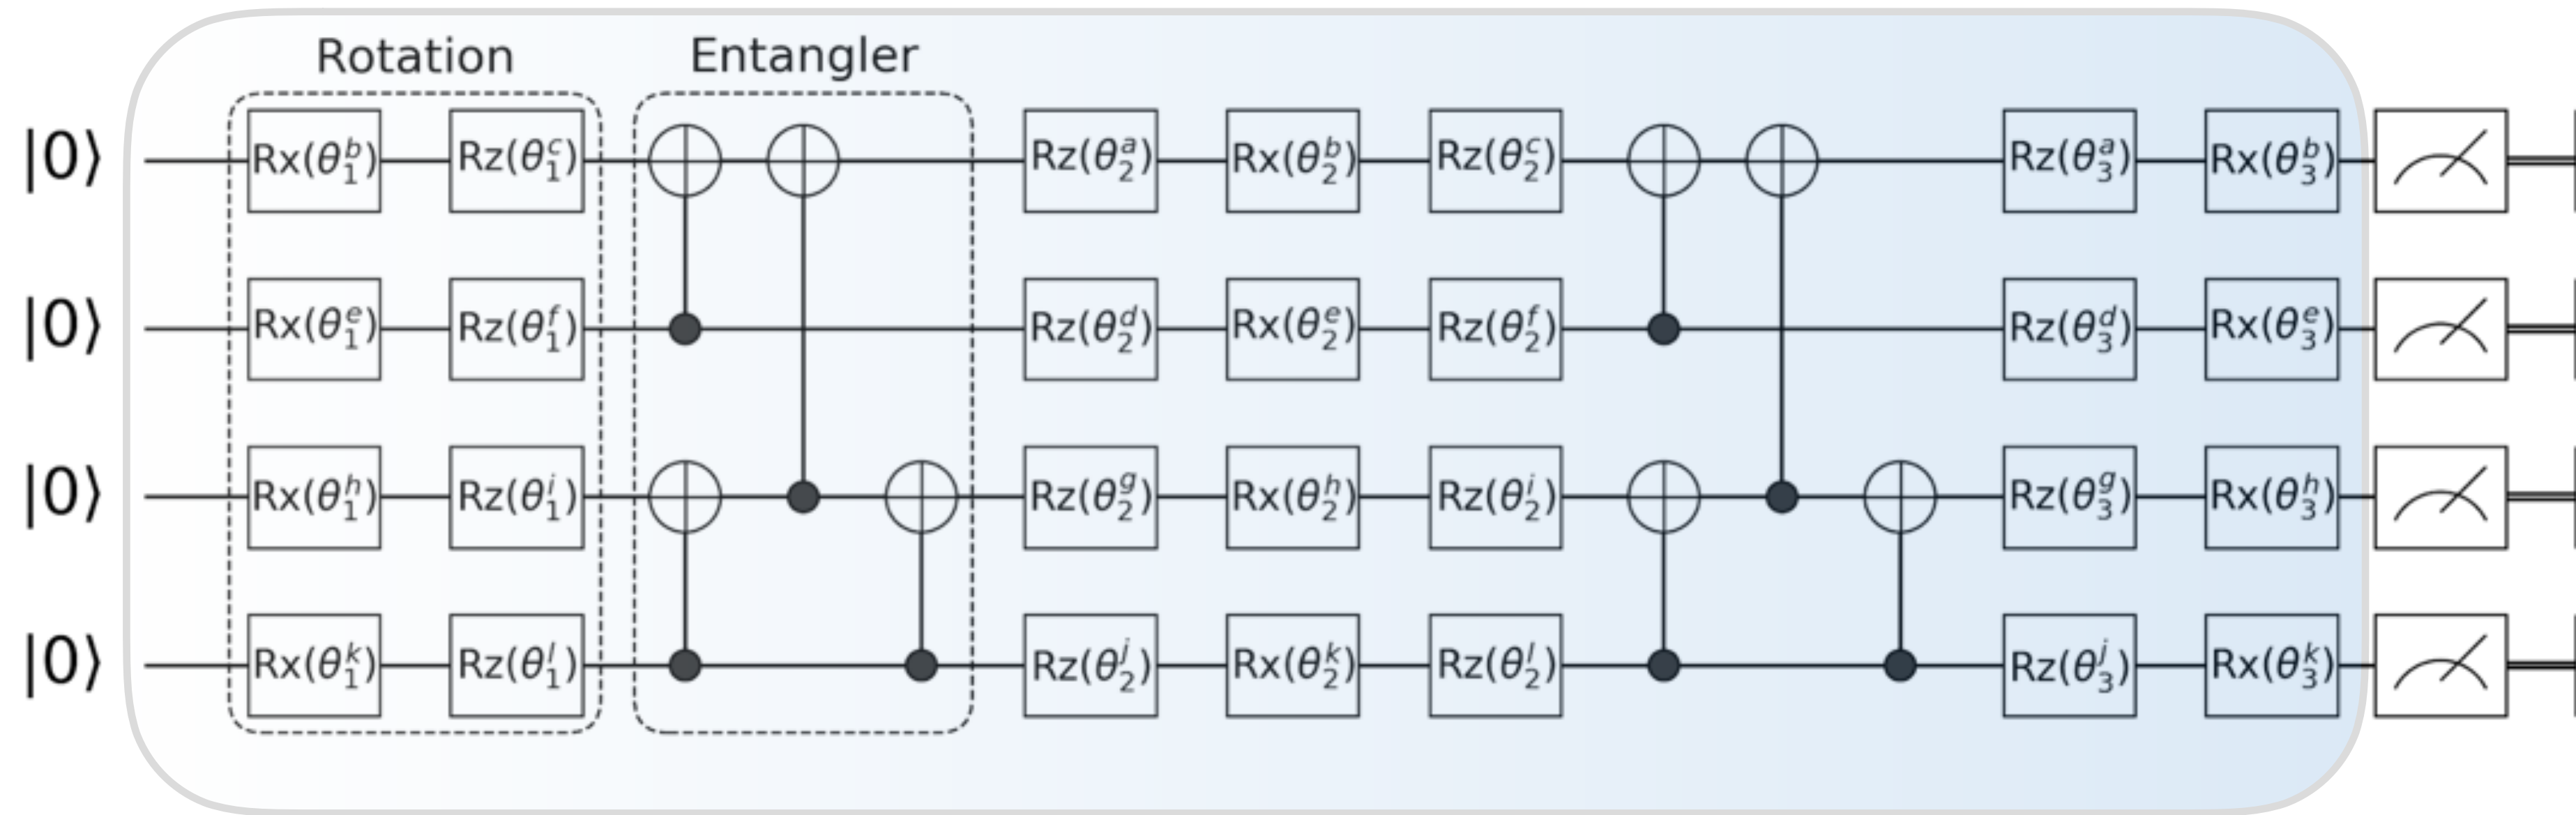 Rotation Entangler
|0⟩ Rx(θ₁ᵇ) Rz(θ₁ᶜ) Rz(θ₂ᵃ) Rx(θ₂ᵇ) Rz(θ₂ᶜ) Rz(θ₃ᵃ) Rx(θ₃ᵇ)
|0⟩ Rx(θ₁ᵉ) Rz(θ₁ᶠ) Rz(θ₂ᵈ) Rx(θ₂ᵉ) Rz(θ₂ᶠ) Rz(θ₃ᵈ) Rx(θ₃ᵉ)
|0⟩ Rx(θ₁ʰ) Rz(θ₁ⁱ) Rz(θ₂ᵍ) Rx(θ₂ʰ) Rz(θ₂ⁱ) Rz(θ₃ᵍ) Rx(θ₃ʰ)
|0⟩ Rx(θ₁ᵏ) Rz(θ₁ˡ) Rz(θ₂ʲ) Rx(θ₂ᵏ) Rz(θ₂ˡ) Rz(θ₃ʲ) Rx(θ₃ᵏ)